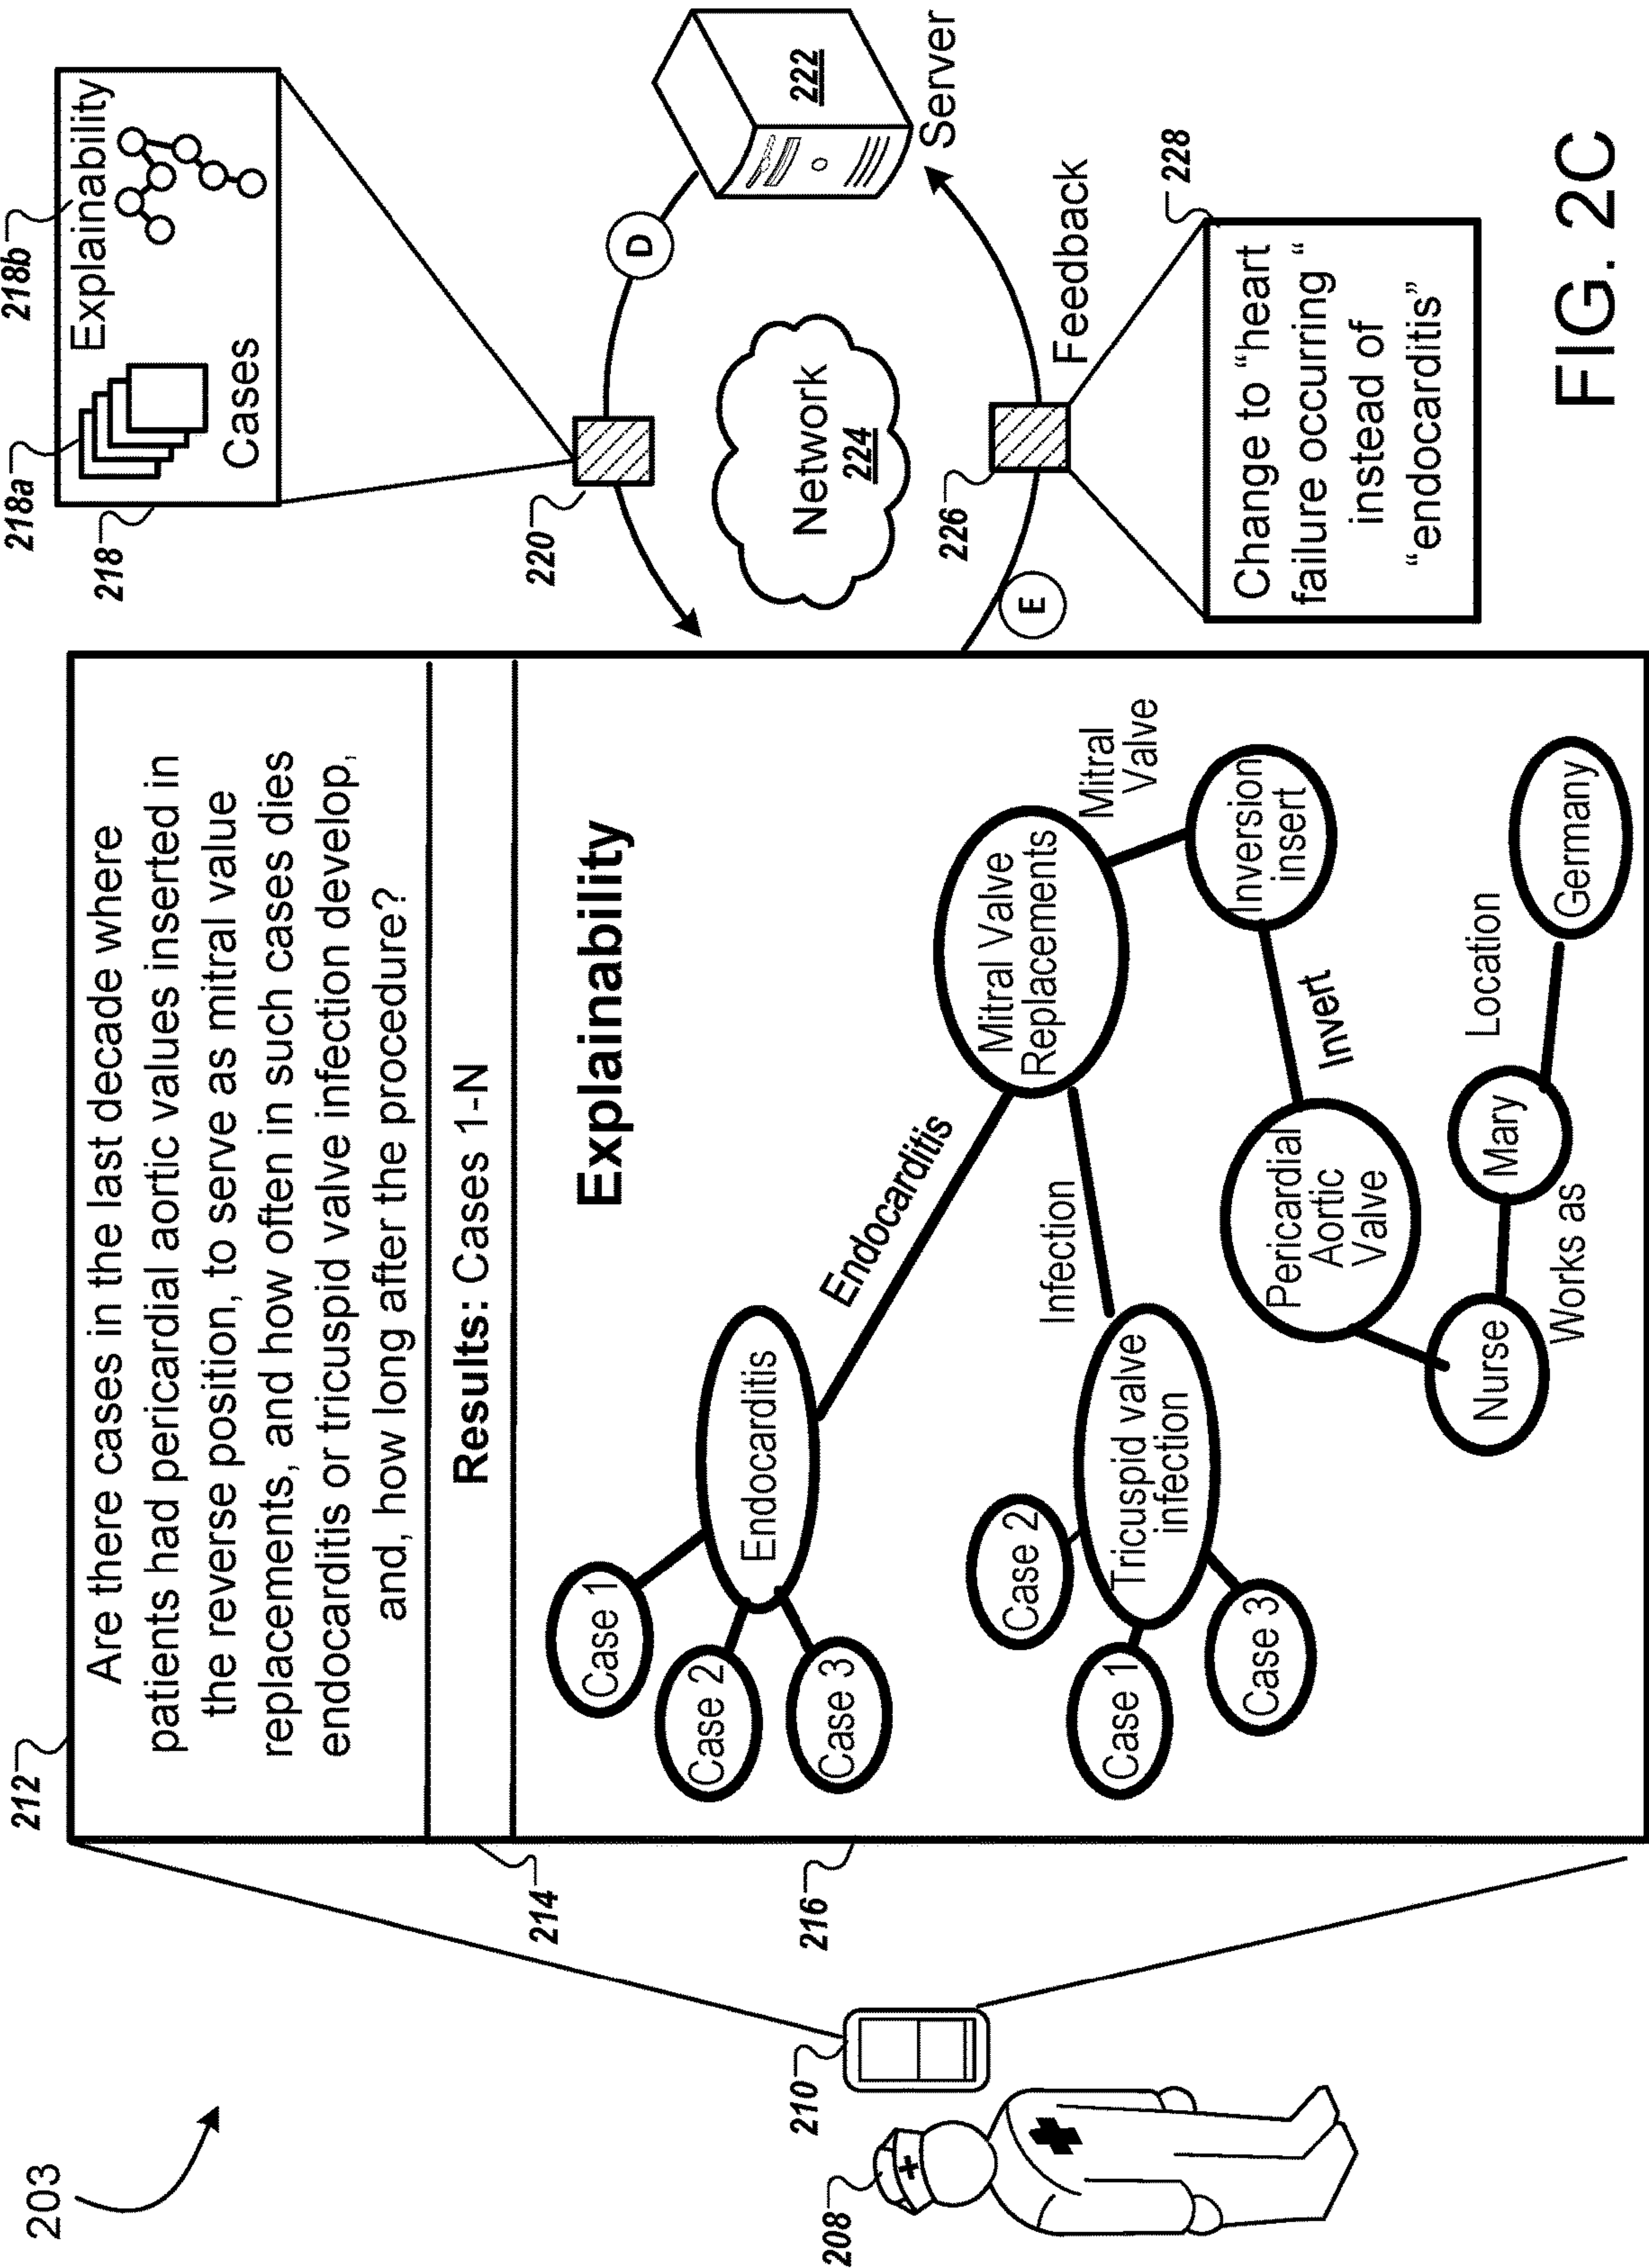 203
212
Are there cases in the last decade where
patients had pericardial aortic values inserted in
the reverse position, to serve as mitral value
replacements, and how often in such cases dies
endocarditis or tricuspid valve infection develop,
and, how long after the procedure?
214
Results: Cases 1-N
216
Explainability
Case 1
Case 2
Case 3
Endocarditis
Endocarditis
Mitral Valve
Replacements
Mitral
Valve
Infection
Case 2
Case 1
Case 3
Tricuspid valve
infection
Inversion
insert
Invert
Pericardial
Aortic
Valve
Nurse
Works as
Mary
Location
Germany
208
210
218a
218b
218
Cases
Explainability
220
D
222
Server
Network
224
226
E
Feedback
228
Change to “heart
failure occurring “
instead of
“endocarditis”
FIG. 2C